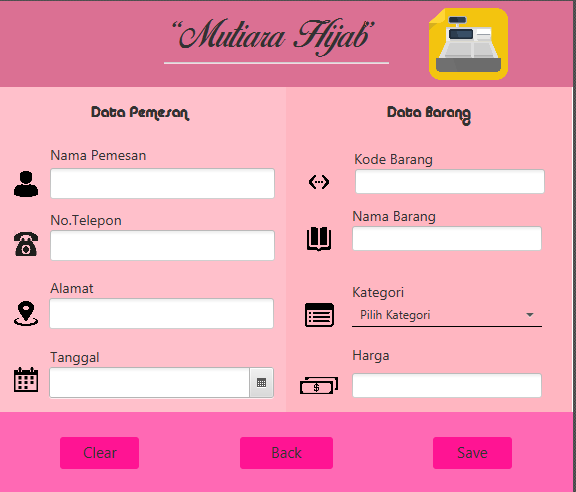 “Mutiara Hijab”
Data Pemesan
Nama Pemesan
No.Telepon
Alamat
Tanggal
Data Barang
Kode Barang
Nama Barang
Kategori
Pilih Kategori
Harga
$
Clear
Back
Save